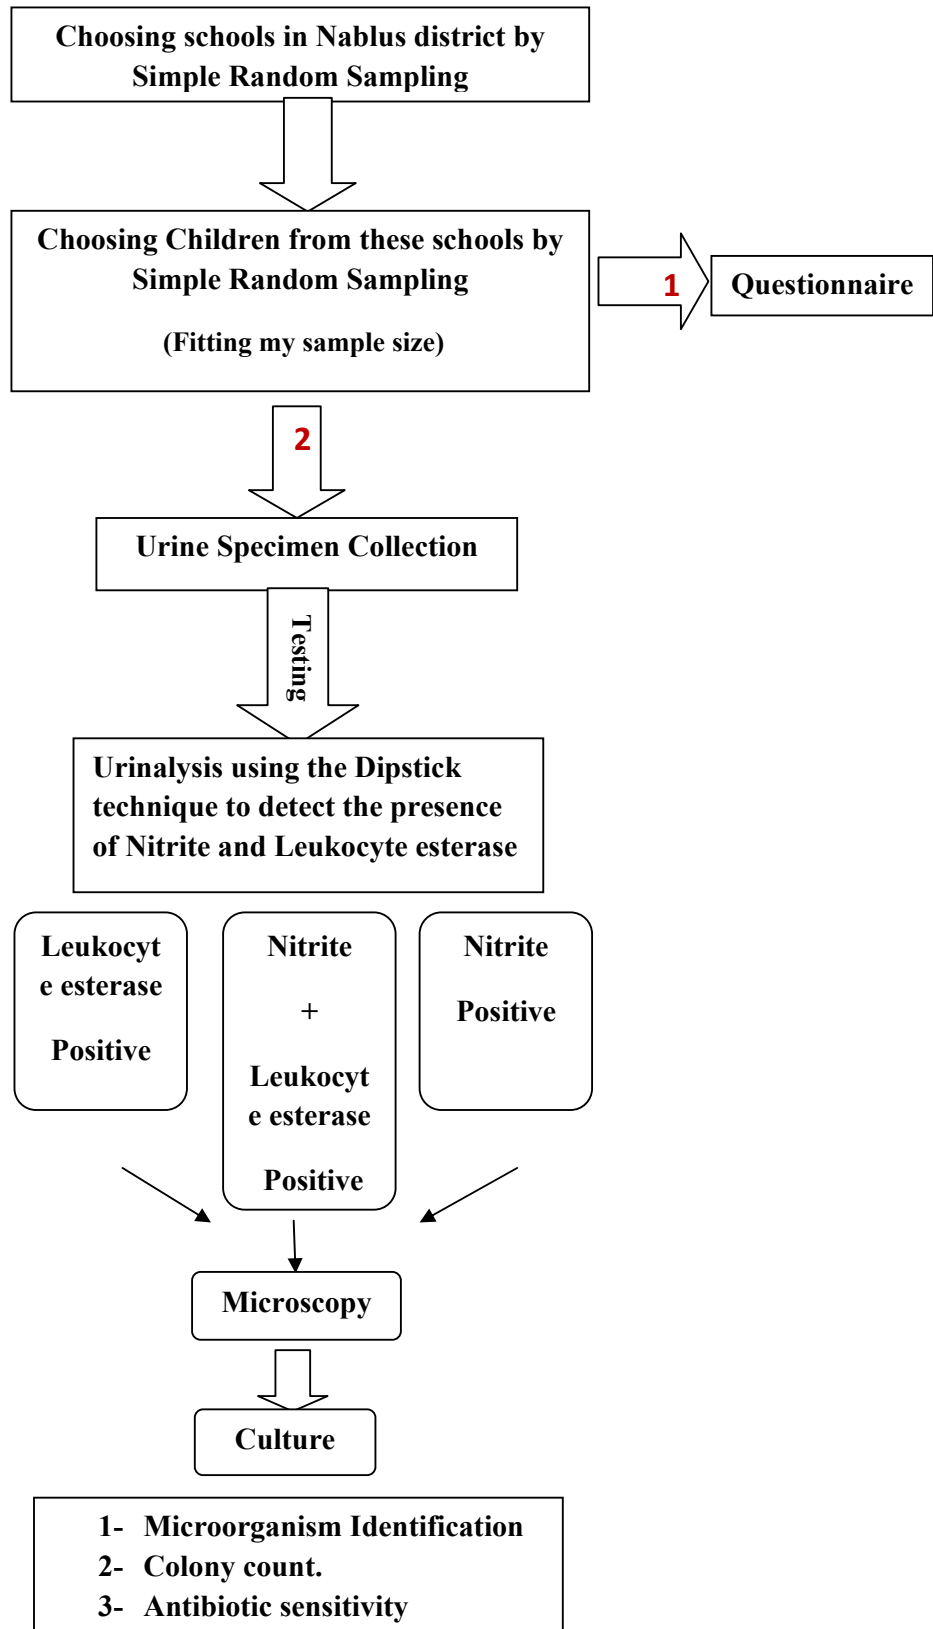 Choosing schools in Nablus district by
Simple Random Sampling
Choosing Children from these schools by
Simple Random Sampling
(Fitting my sample size)
1
Questionnaire
2
Urine Specimen Collection
Testing
Urinalysis using the Dipstick
technique to detect the presence
of Nitrite and Leukocyte esterase
Leukocyt
e esterase
Positive
Nitrite
+
Leukocyt
e esterase
Positive
Nitrite
Positive
Microscopy
Culture
1- Microorganism Identification
2- Colony count.
3- Antibiotic sensitivity